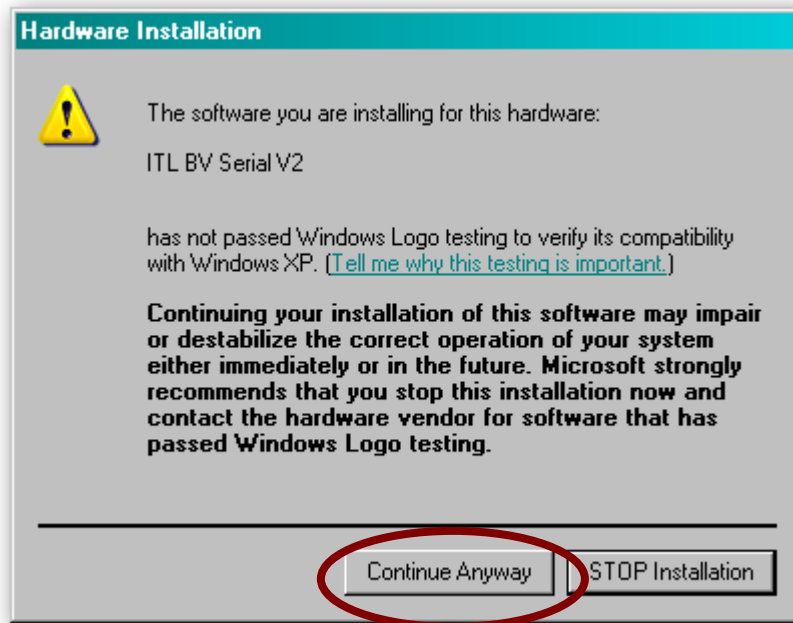 Hardware Installation
The software you are installing for this hardware:
ITL BV Serial V2
has not passed Windows Logo testing to verify its compatibility
with Windows XP. (Tell me why this testing is important.)
Continuing your installation of this software may impair
or destabilize the correct operation of your system
either immediately or in the future. Microsoft strongly
recommends that you stop this installation now and
contact the hardware vendor for software that has
passed Windows Logo testing.
Continue Anyway STOP Installation